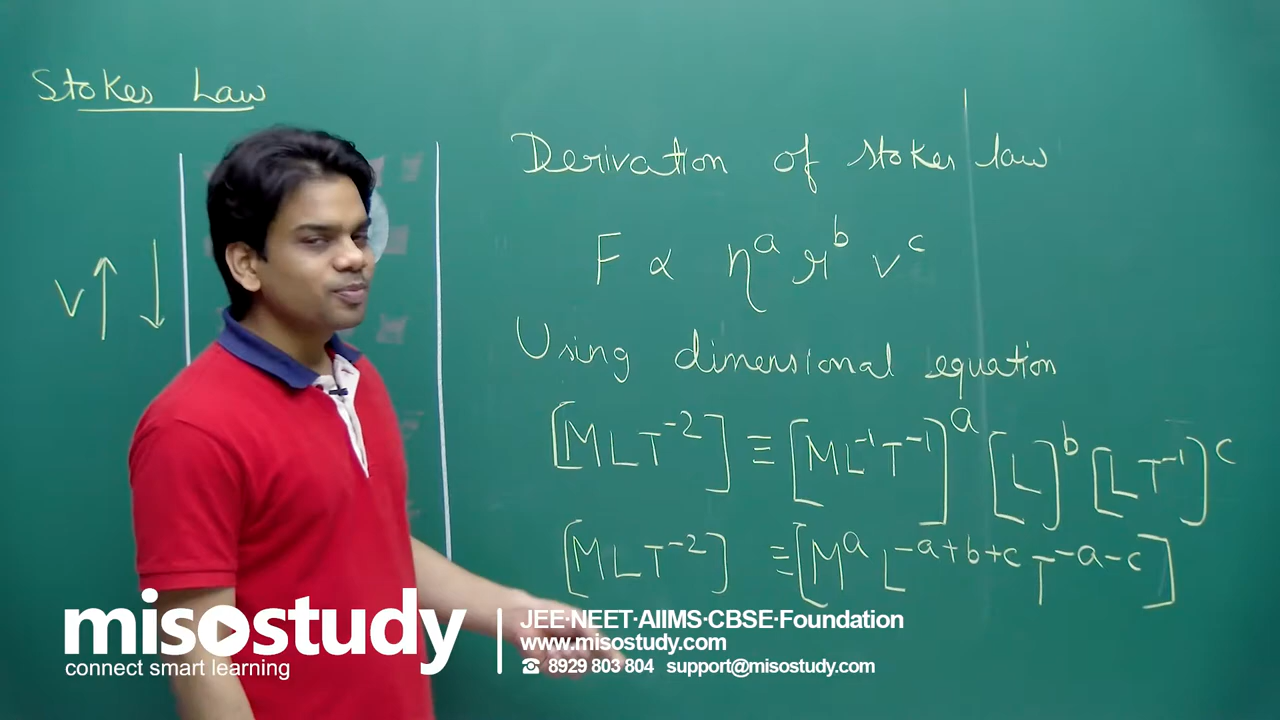 Stokes Law
v
Derivation of stokes law
F ∝ η^a r^b v^c
Using dimensional equation
[MLT^-2] ≡ [ML^-1T^-1]^a [L]^b [LT^-1]^c
[MLT^-2] ≡ [M^a L^-a+b+c T^-a-c]
misostudy
connect smart learning
JEE·NEET·AIIMS·CBSE·Foundation
www.misostudy.com
☎ 8929 803 804 support@misostudy.com